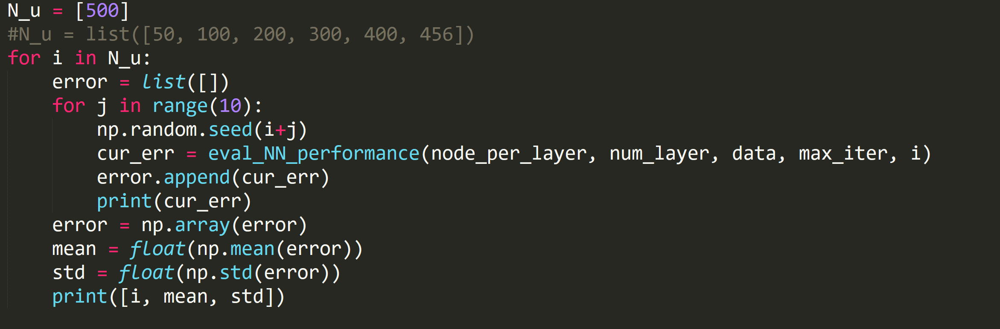 N_u = [500]
#N_u = list([50, 100, 200, 300, 400, 456])
for i in N_u:
    error = list([])
    for j in range(10):
        np.random.seed(i+j)
        cur_err = eval_NN_performance(node_per_layer, num_layer, data, max_iter, i)
        error.append(cur_err)
        print(cur_err)
    error = np.array(error)
    mean = float(np.mean(error))
    std = float(np.std(error))
    print([i, mean, std])